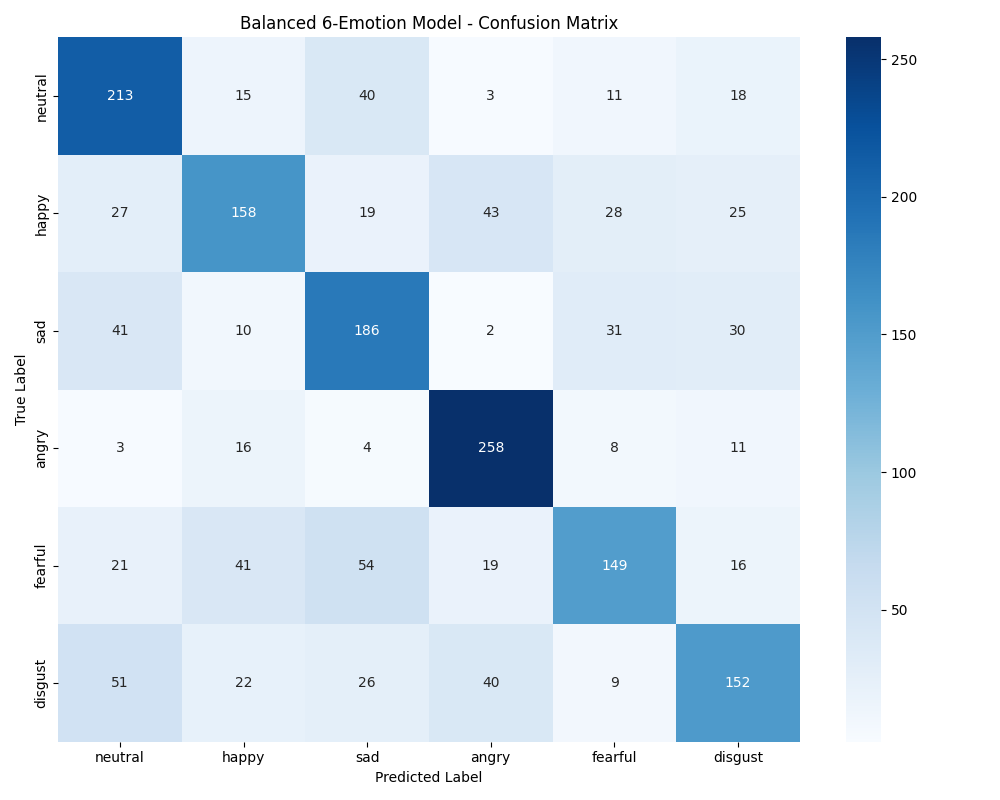 Balanced 6-Emotion Model - Confusion Matrix
True Label
neutral 213 15 40 3 11 18
happy 27 158 19 43 28 25
sad 41 10 186 2 31 30
angry 3 16 4 258 8 11
fearful 21 41 54 19 149 16
disgust 51 22 26 40 9 152
neutral happy sad angry fearful disgust
Predicted Label
250
200
150
100
50